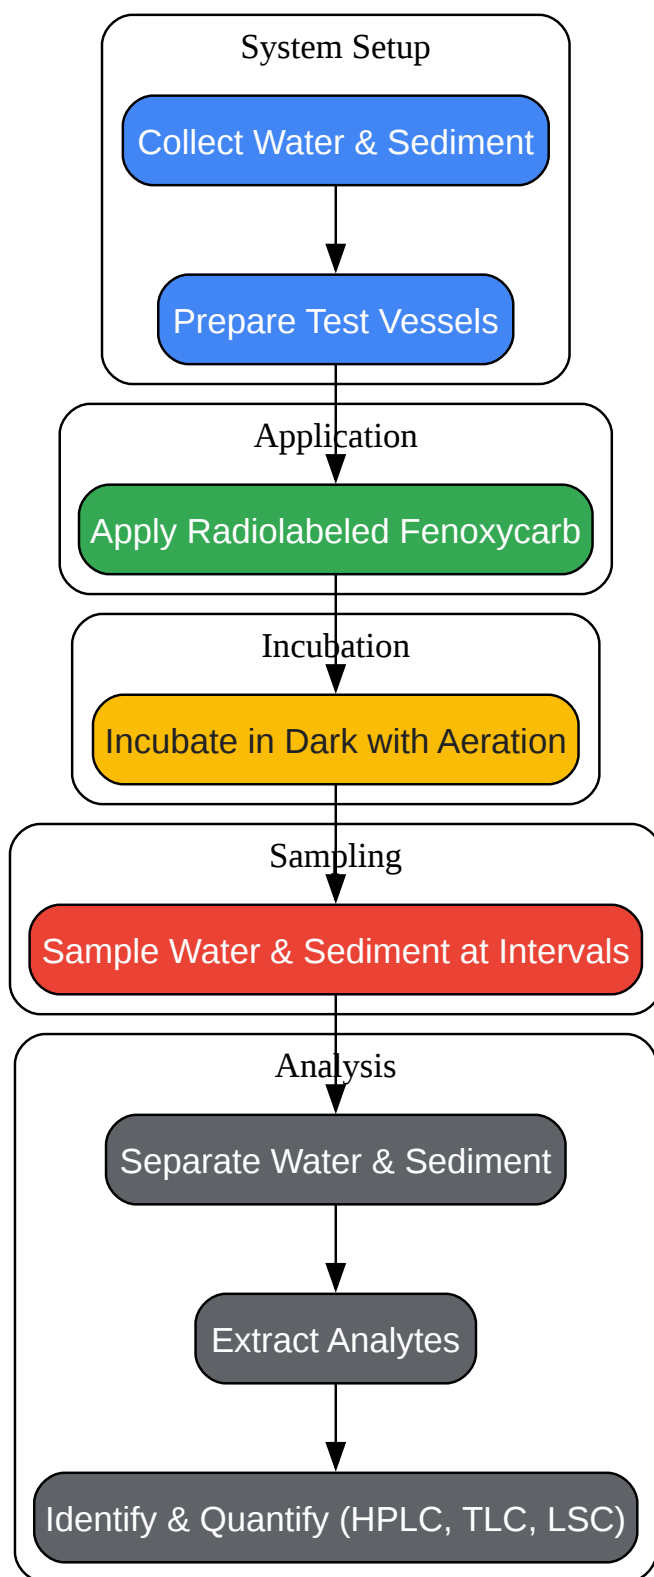 System Setup
Collect Water & Sediment
Prepare Test Vessels
Application
Apply Radiolabeled Fenoxycarb
Incubation
Incubate in Dark with Aeration
Sampling
Sample Water & Sediment at Intervals
Analysis
Separate Water & Sediment
Extract Analytes
Identify & Quantify (HPLC, TLC, LSC)